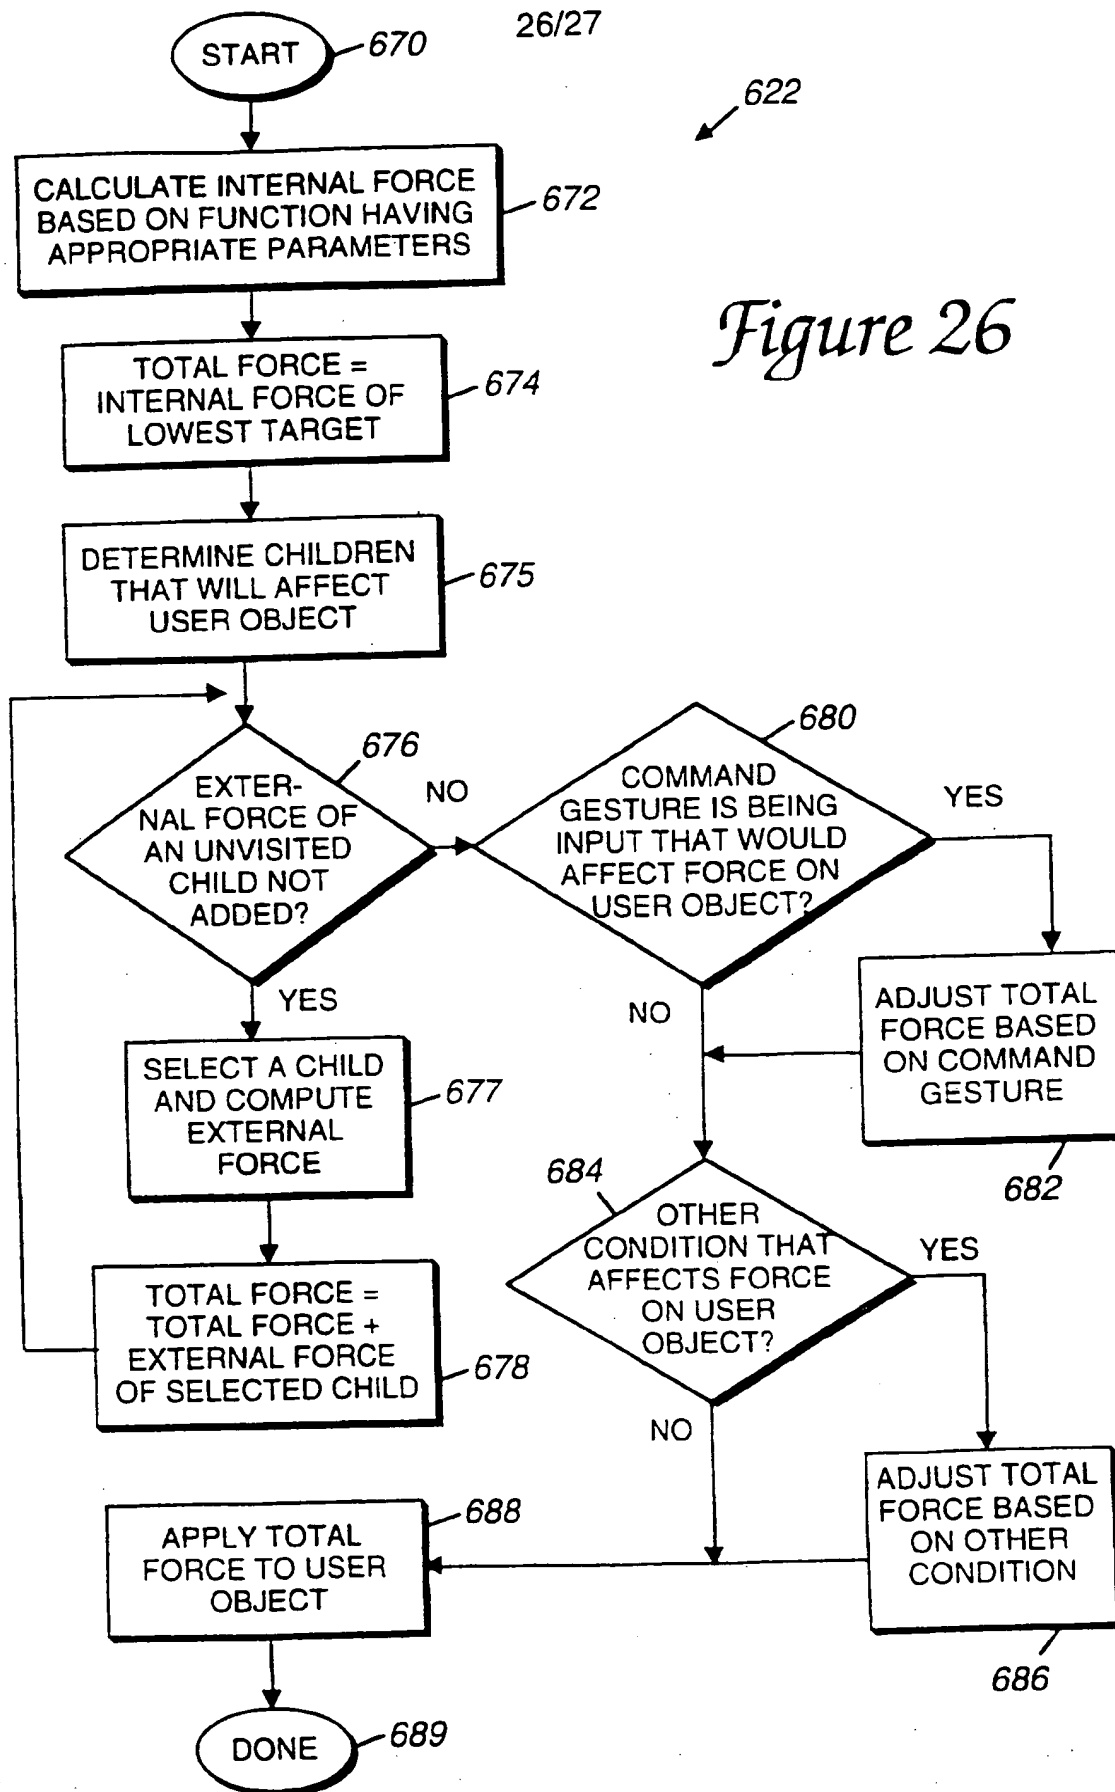 26/27
START
670
622
CALCULATE INTERNAL FORCE
BASED ON FUNCTION HAVING
APPROPRIATE PARAMETERS
672
Figure 26
TOTAL FORCE =
INTERNAL FORCE OF
LOWEST TARGET
674
DETERMINE CHILDREN
THAT WILL AFFECT
USER OBJECT
675
EXTER-
NAL FORCE OF
AN UNVISITED
CHILD NOT
ADDED?
676
NO
YES
COMMAND
GESTURE IS BEING
INPUT THAT WOULD
AFFECT FORCE ON
USER OBJECT?
680
YES
NO
SELECT A CHILD
AND COMPUTE
EXTERNAL
FORCE
677
ADJUST TOTAL
FORCE BASED
ON COMMAND
GESTURE
682
TOTAL FORCE =
TOTAL FORCE +
EXTERNAL FORCE
OF SELECTED CHILD
678
684
OTHER
CONDITION THAT
AFFECTS FORCE
ON USER
OBJECT?
YES
NO
ADJUST TOTAL
FORCE BASED
ON OTHER
CONDITION
686
APPLY TOTAL
FORCE TO USER
OBJECT
688
DONE
689